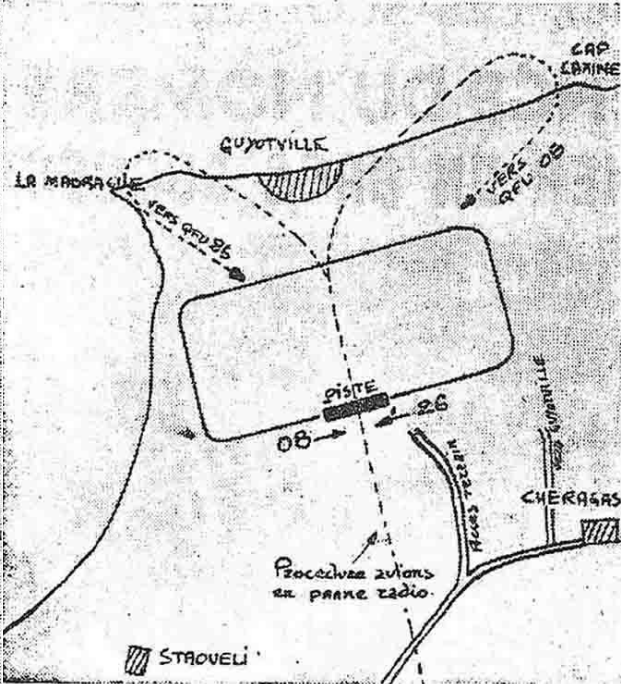 CAP
CAXINE
GUYOTVILLE
LA MADRAGUE
VERS
QFU 08
VERS QFU 26
PISTE
26
08
ACCES TERRAIN
CHERAGAS
Procedure avions
en panne radio.
STAOUELI